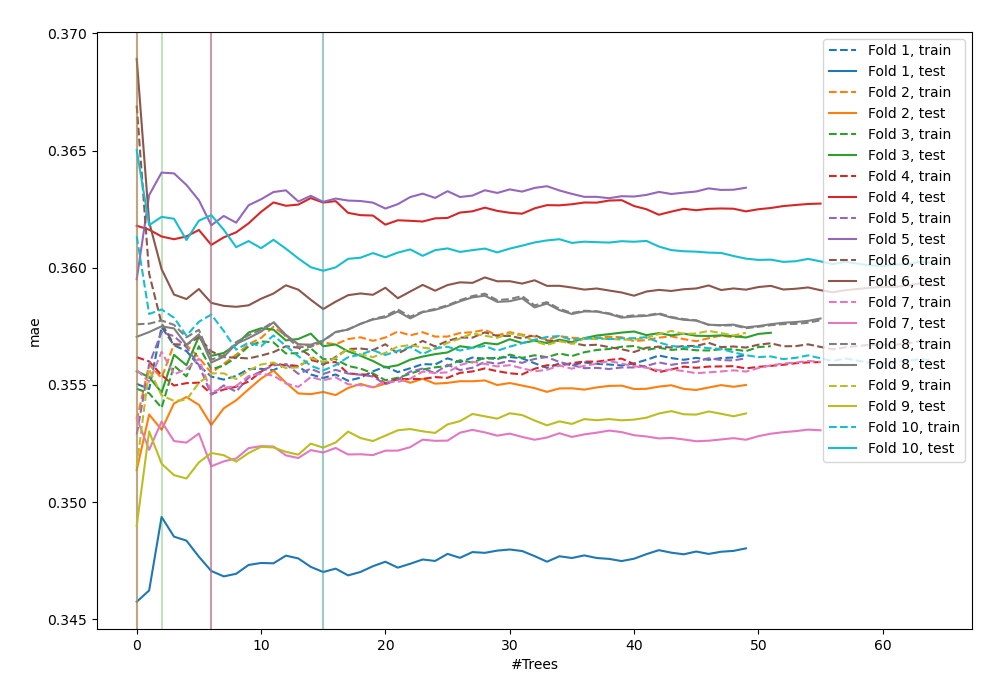 0.370
0.365
0.360
0.355
0.350
0.345
mae
0
10
20
30
40
50
60
#Trees
Fold 1, train
Fold 1, test
Fold 2, train
Fold 2, test
Fold 3, train
Fold 3, test
Fold 4, train
Fold 4, test
Fold 5, train
Fold 5, test
Fold 6, train
Fold 6, test
Fold 7, train
Fold 7, test
Fold 8, train
Fold 8, test
Fold 9, train
Fold 9, test
Fold 10, train
Fold 10, test